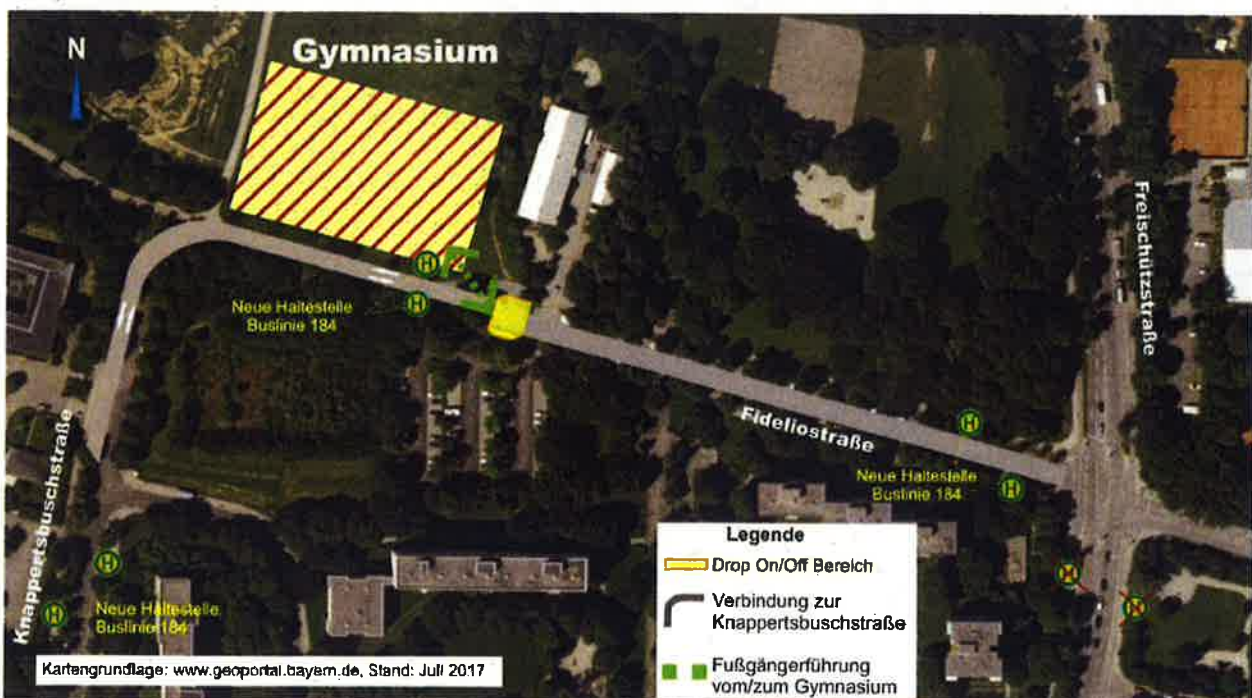 N
Gymnasium
Freischützstraße
H
H
Neue Haltestelle
Buslinie 184
Fideliostraße
H
Neue Haltestelle
Buslinie 184
H
Knappertsbuschstraße
H
H
Neue Haltestelle
Buslinie 184
H
H
Legende
Drop On/Off Bereich
Verbindung zur
Knappertsbuschstraße
Fußgängerführung
vom/zum Gymnasium
Kartengrundlage: www.geoportal.bayern.de, Stand: Juli 2017